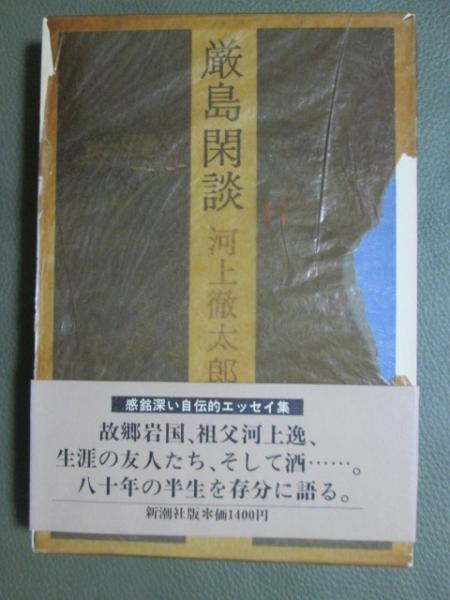 厳島閑談
河上徹太郎
感銘深い自伝的エッセイ集
故郷岩国、祖父河上逸、
生涯の友人たち、そして酒……。
八十年の半生を存分に語る。
新潮社版＊価1400円